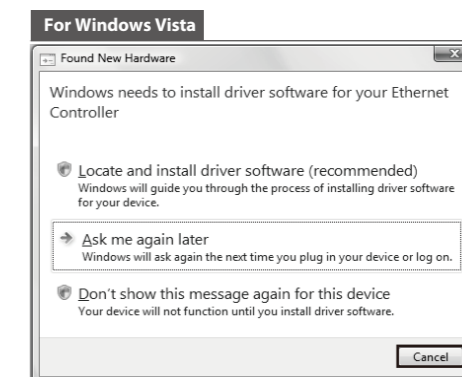 For Windows Vista
Found New Hardware
Windows needs to install driver software for your Ethernet
Controller
Locate and install driver software (recommended)
Windows will guide you through the process of installing driver software
for your device.
Ask me again later
Windows will ask again the next time you plug in your device or log on.
Don't show this message again for this device
Your device will not function until you install driver software.
Cancel